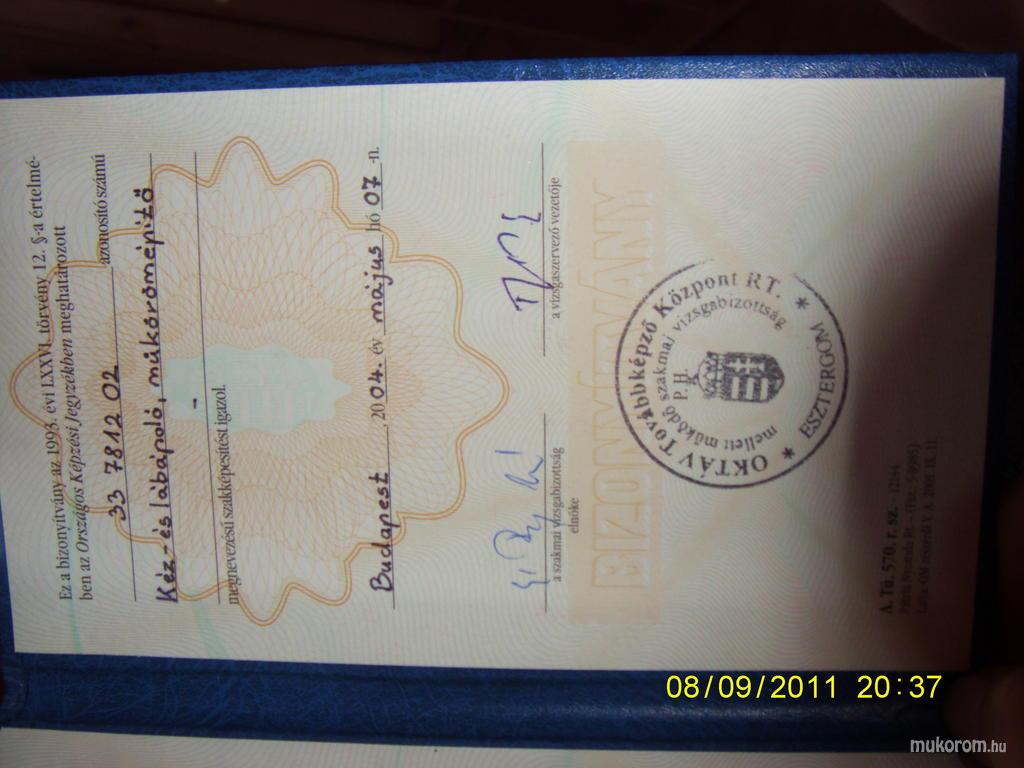 Ez a bizonyítvány az 1993. évi LXXVI. törvény 12. §-a értelmé-
ben az Országos Képzési Jegyzékben meghatározott
33 7812 02 azonosító számú
Kéz- és lábápoló, műkörömépítő
-
megnevezésű szakképesítést igazol.
Budapest, 2004. év május hó 07 -n.
a szakmai vizsgabizottság
elnöke
a vizsgaszervező vezetője
BIZONYÍTVÁNY
OKTÁV Továbbképző Központ RT.
mellett működő szakmai vizsgabizottság
P.H.
* ESZTERGOM *
A. Tü. 570. r. sz. - 12144
08/09/2011 20:37
mukorom.hu